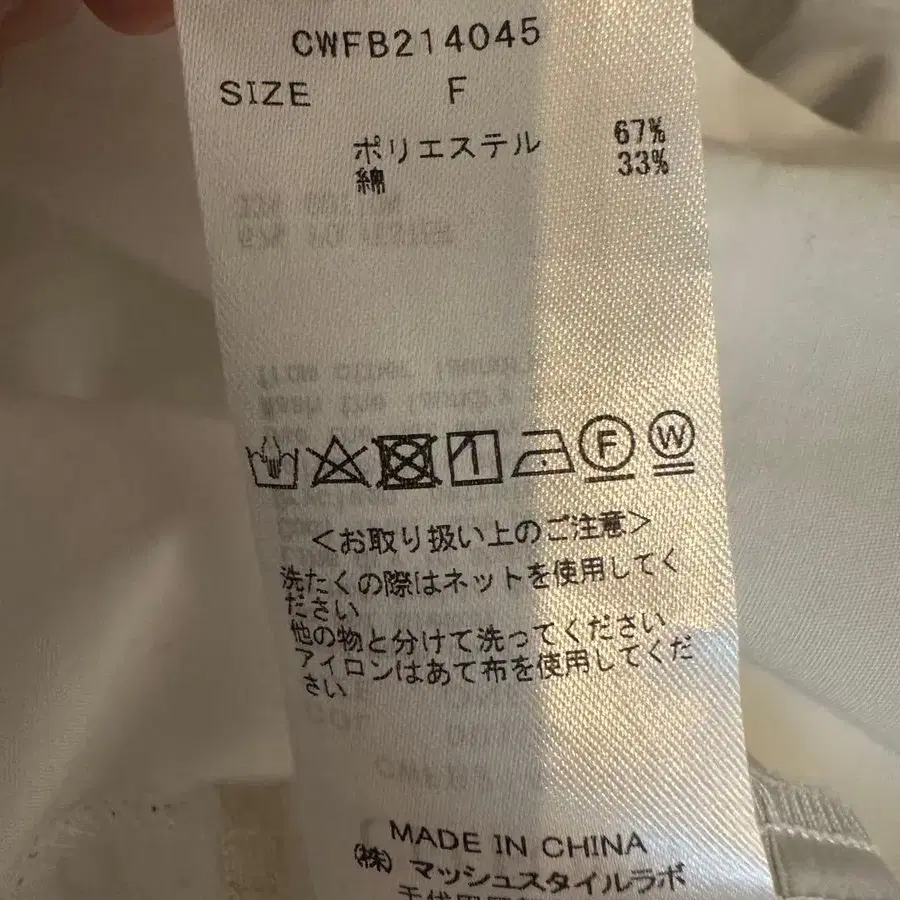 CWFB214045
SIZE F
ポリエステル 67%
綿 33%
F W
<お取り扱い上のご注意>
洗たくの際はネットを使用してく
ださい
他の物と分けて洗ってください
アイロンはあて布を使用してくだ
さい
MADE IN CHINA
(株)マッシュスタイルラボ